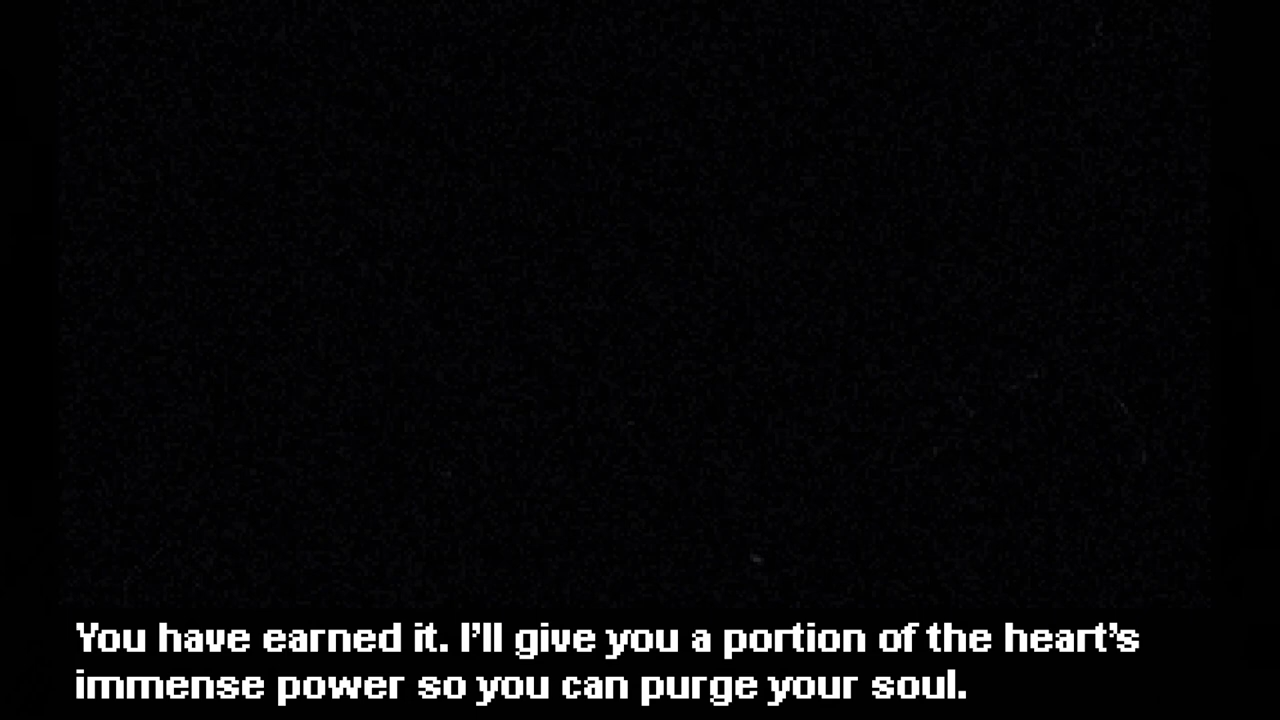 You have earned it. I'll give you a portion of the heart's
immense power so you can purge your soul.